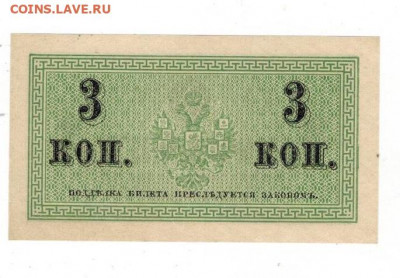 COINS.LAVE.RU
3 3
КОП. КОП.
ПОДДѢЛКА БИЛЕТА ПРЕСЛѢДУЕТСЯ ЗАКОНОМЪ.